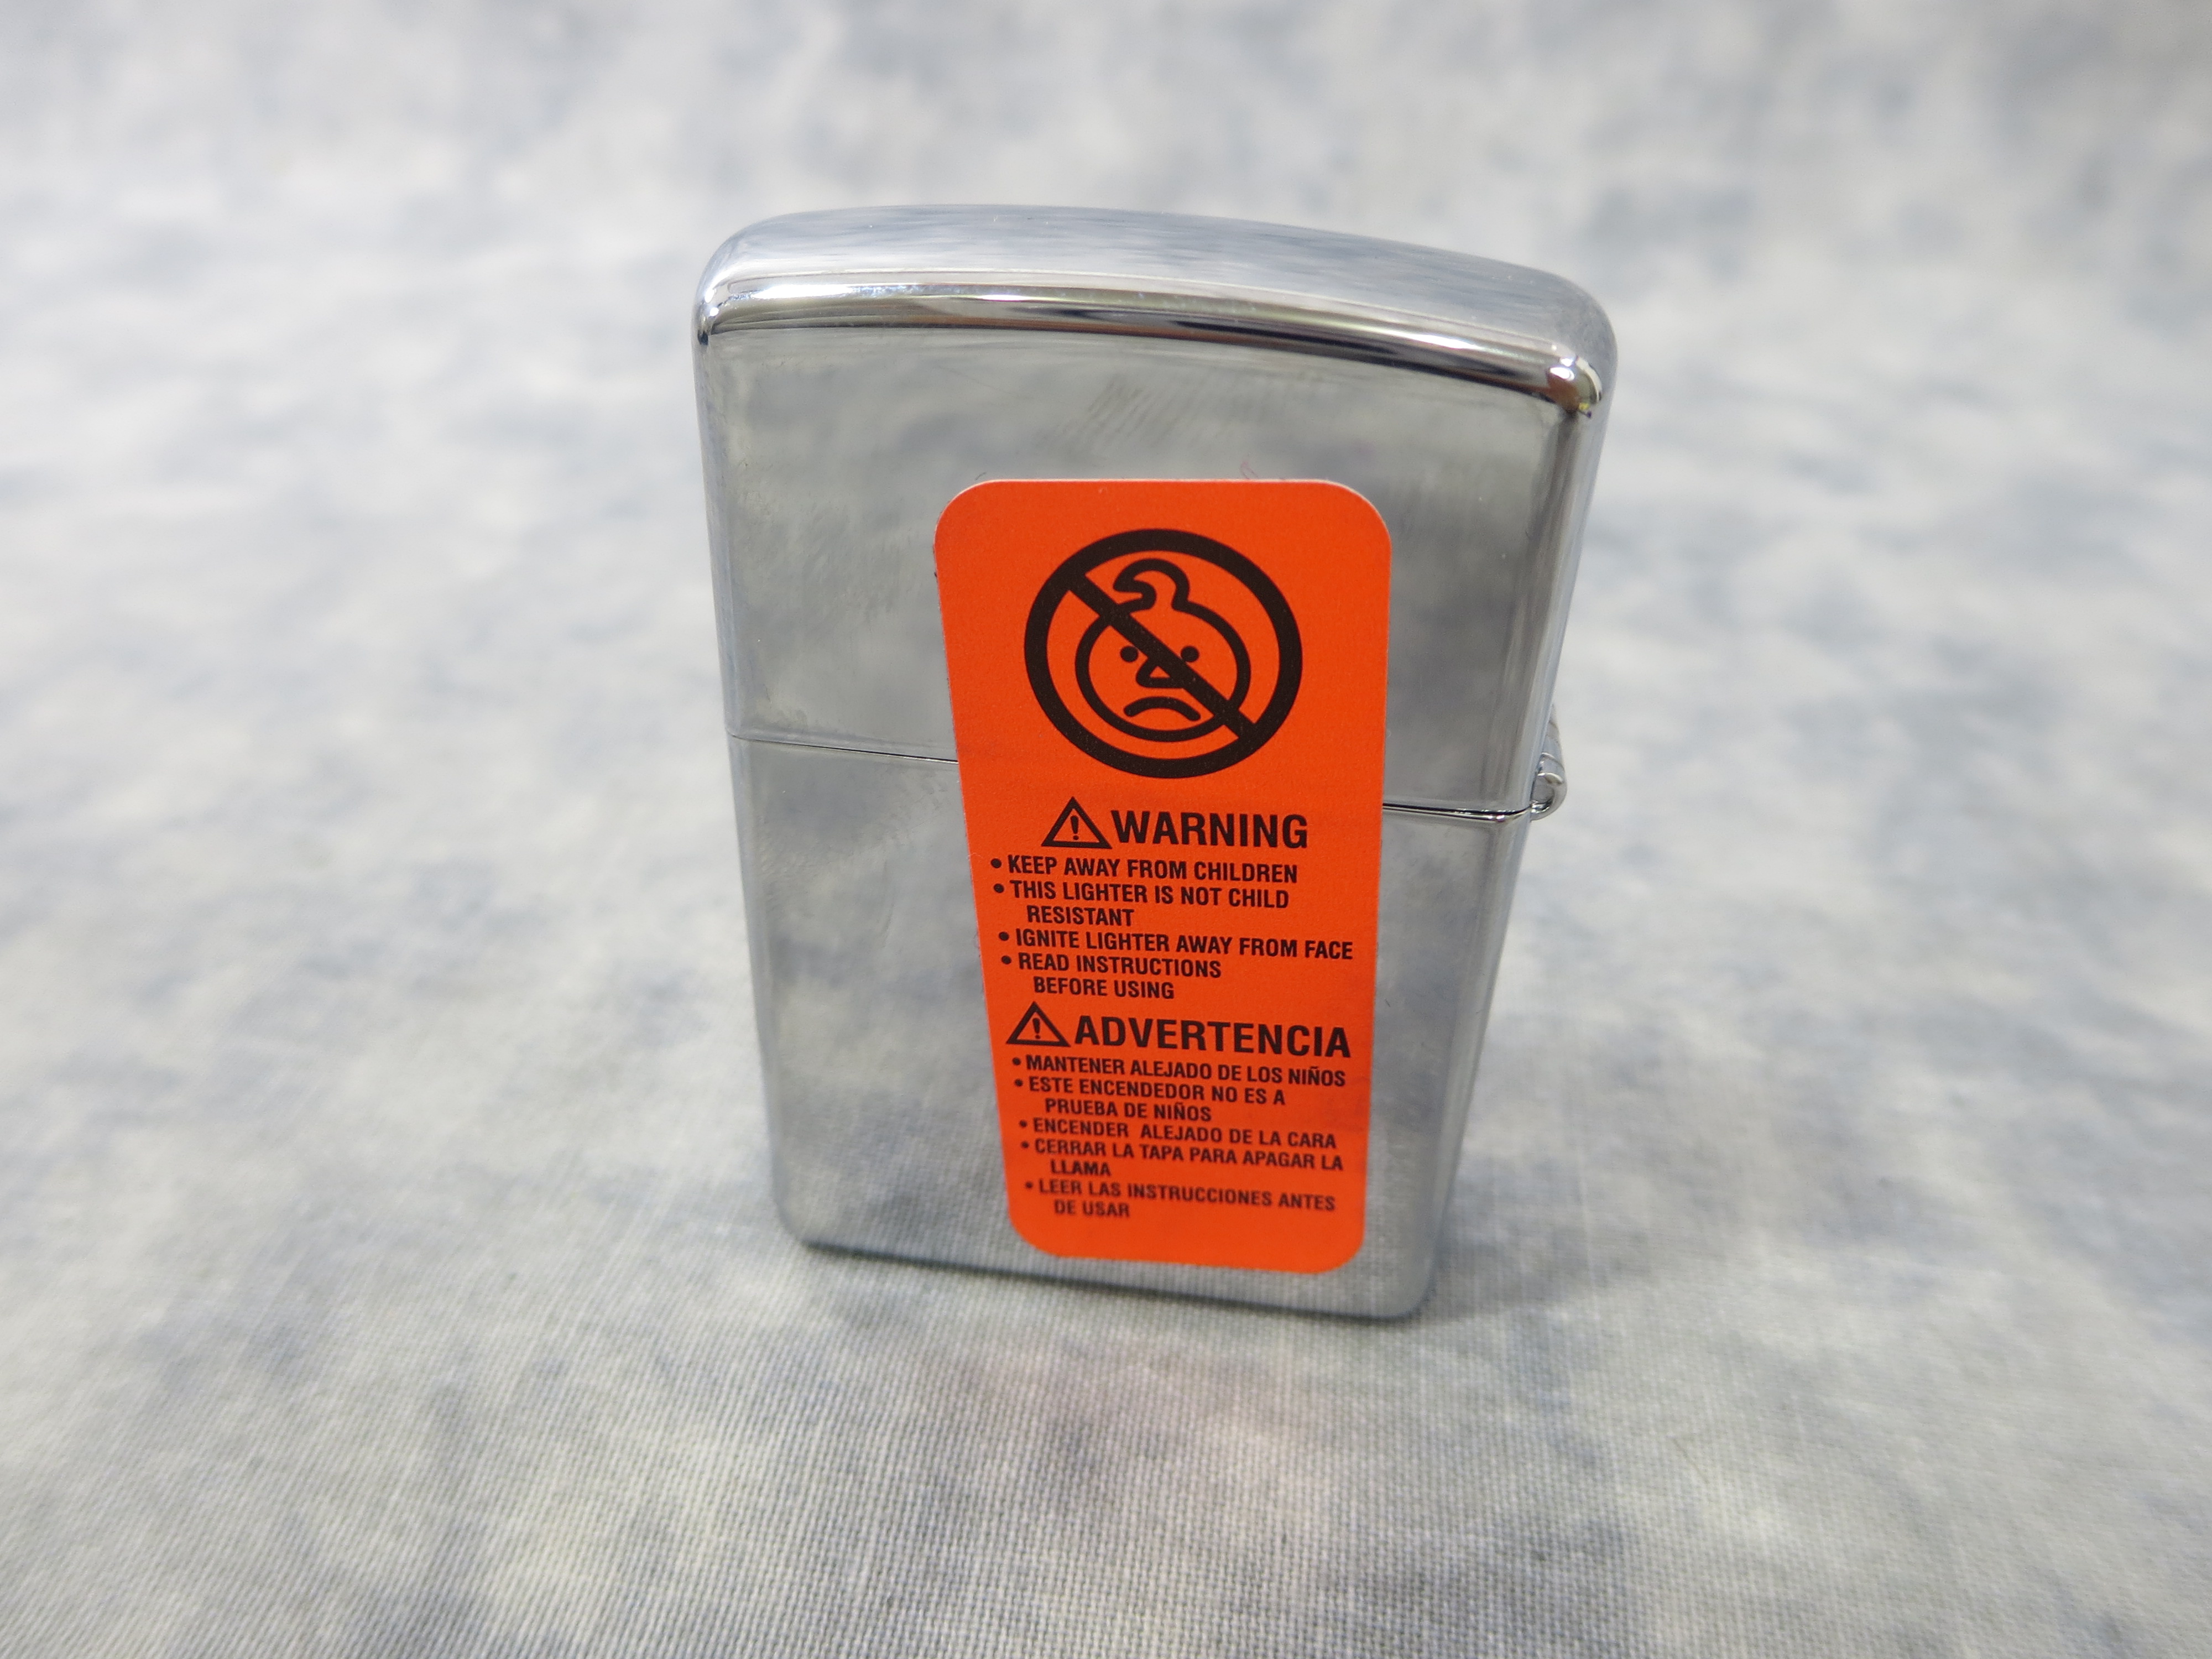 WARNING
• KEEP AWAY FROM CHILDREN
• THIS LIGHTER IS NOT CHILD
RESISTANT
• IGNITE LIGHTER AWAY FROM FACE
• READ INSTRUCTIONS
BEFORE USING
ADVERTENCIA
• MANTENER ALEJADO DE LOS NIÑOS
• ESTE ENCENDEDOR NO ES A
PRUEBA DE NIÑOS
• ENCENDER ALEJADO DE LA CARA
• CERRAR LA TAPA PARA APAGAR LA
LLAMA
• LEER LAS INSTRUCCIONES ANTES
DE USAR